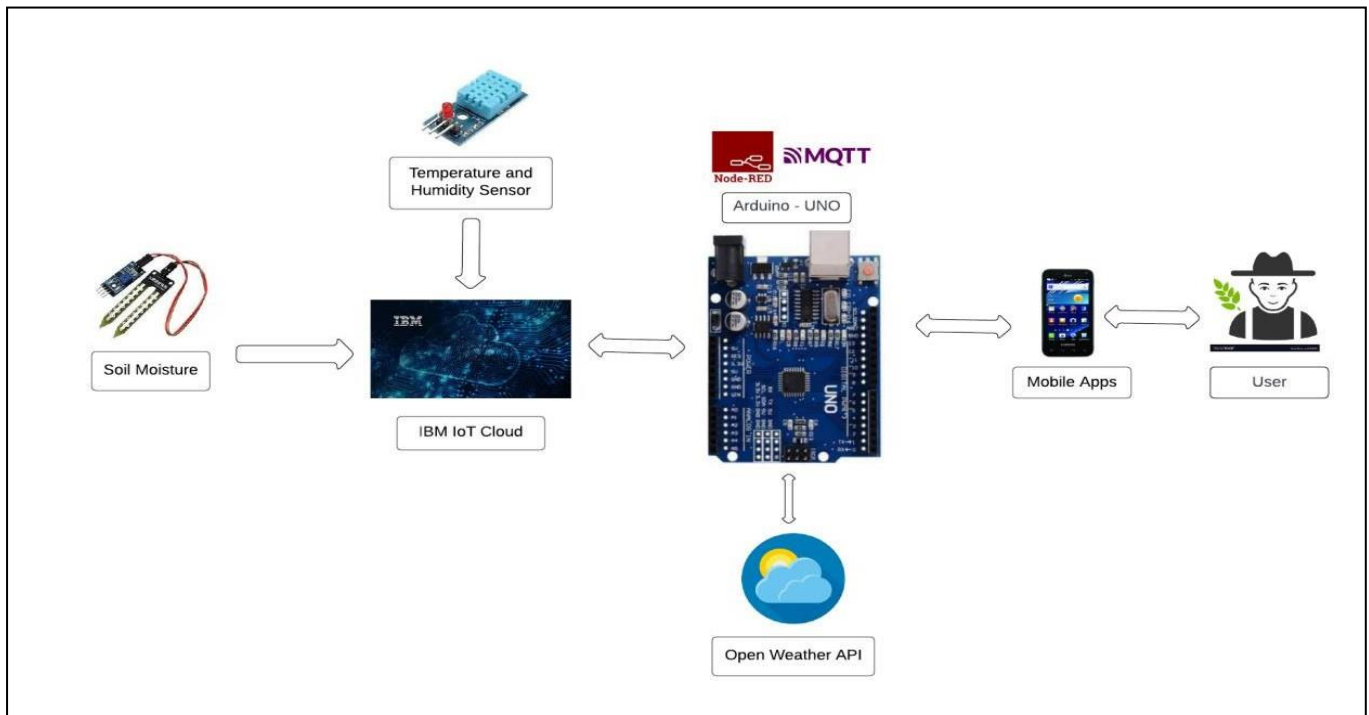 Temperature and
Humidity Sensor
Node-RED
MQTT
Arduino - UNO
Soil Moisture
IBM
IBM IoT Cloud
UNO
Mobile Apps
User
Open Weather API